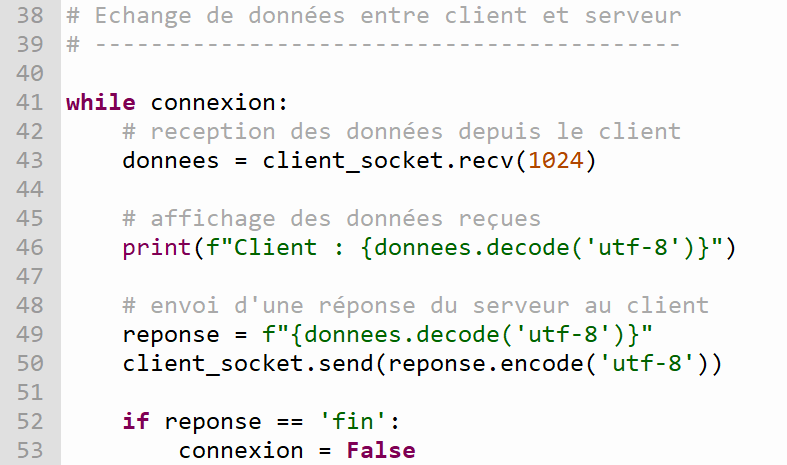 38 # Echange de données entre client et serveur
39 # ------------------------------------------
40
41 while connexion:
42     # reception des données depuis le client
43     donnees = client_socket.recv(1024)
44
45     # affichage des données reçues
46     print(f"Client : {donnees.decode('utf-8')}")
47
48     # envoi d'une réponse du serveur au client
49     reponse = f"{donnees.decode('utf-8')}"
50     client_socket.send(reponse.encode('utf-8'))
51
52     if reponse == 'fin':
53         connexion = False